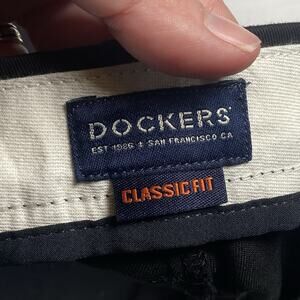 DOCKERS®
EST 1986 ⚓ SAN FRANCISCO CA
CLASSIC FIT